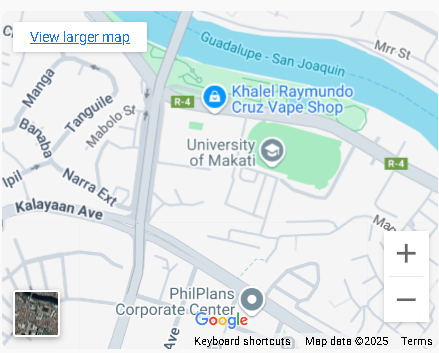 View larger map
Guadalupe - San Joaquin
Mrr St
Manga
Tanguile
Mabolo St
Banaba
R-4
Khalel Raymundo
Cruz Vape Shop
University
of Makati
R-4
Ipil
Narra Ext
Kalayaan Ave
PhilPlans
Corporate Center
Ave
Google
Keyboard shortcuts
Map data ©2025
Terms